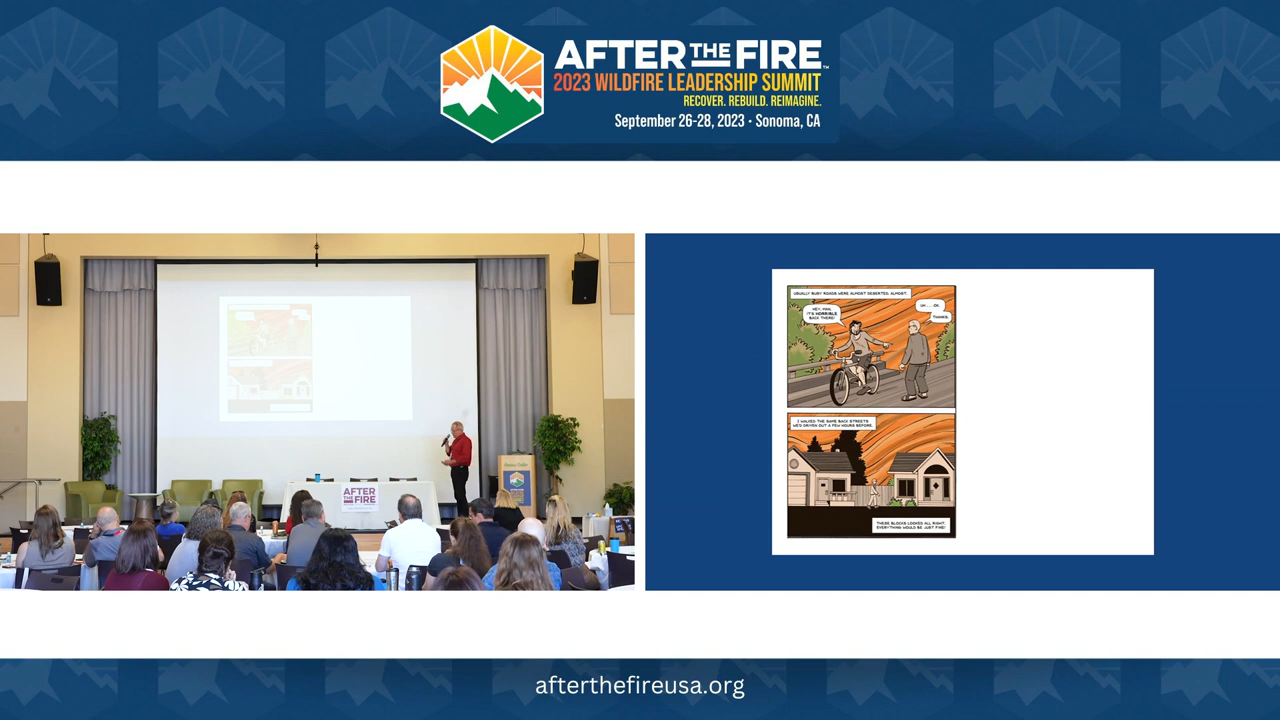 AFTER THE FIRE™
2023 WILDFIRE LEADERSHIP SUMMIT
RECOVER. REBUILD. REIMAGINE.
September 26-28, 2023 • Sonoma, CA
USUALLY BUSY ROADS WERE ALMOST DESERTED. ALMOST.
HEY, MAN,
IT'S HORRIBLE
BACK THERE!
UH... OK.
THANKS.
I WALKED THE SAME BACK STREETS
WE'D DRIVEN OUT A FEW HOURS BEFORE.
THESE BLOCKS LOOKED ALL RIGHT.
EVERYTHING WOULD BE JUST FINE!
AFTER
THE FIRE
afterthefireusa.org